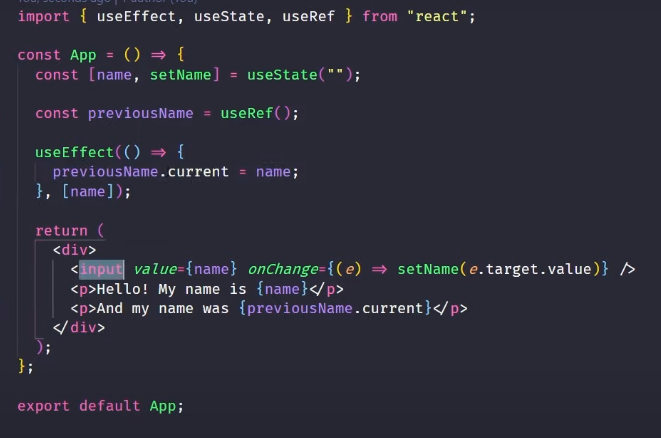 You, seconds ago | 1 author (You)
import { useEffect, useState, useRef } from "react";
const App = () => {
const [name, setName] = useState("");
const previousName = useRef();
useEffect(() => {
previousName.current = name;
}, [name]);
return (
<div>
<input value={name} onChange={(e) => setName(e.target.value)} />
<p>Hello! My name is {name}</p>
<p>And my name was {previousName.current}</p>
</div>
);
};
export default App;